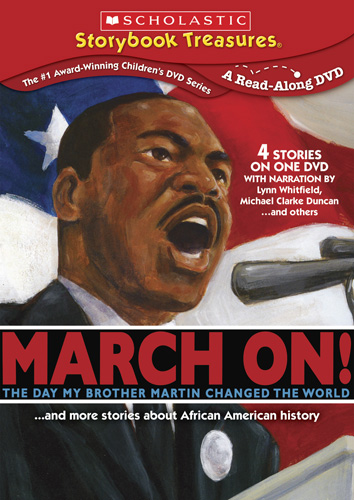 SCHOLASTIC
Storybook Treasures®
The #1 Award-Winning Children's DVD Series
A Read-Along DVD
4 STORIES
ON ONE DVD
WITH NARRATION BY
Lynn Whitfield,
Michael Clarke Duncan
...and others
MARCH ON!
THE DAY MY BROTHER MARTIN CHANGED THE WORLD
...and more stories about African American history